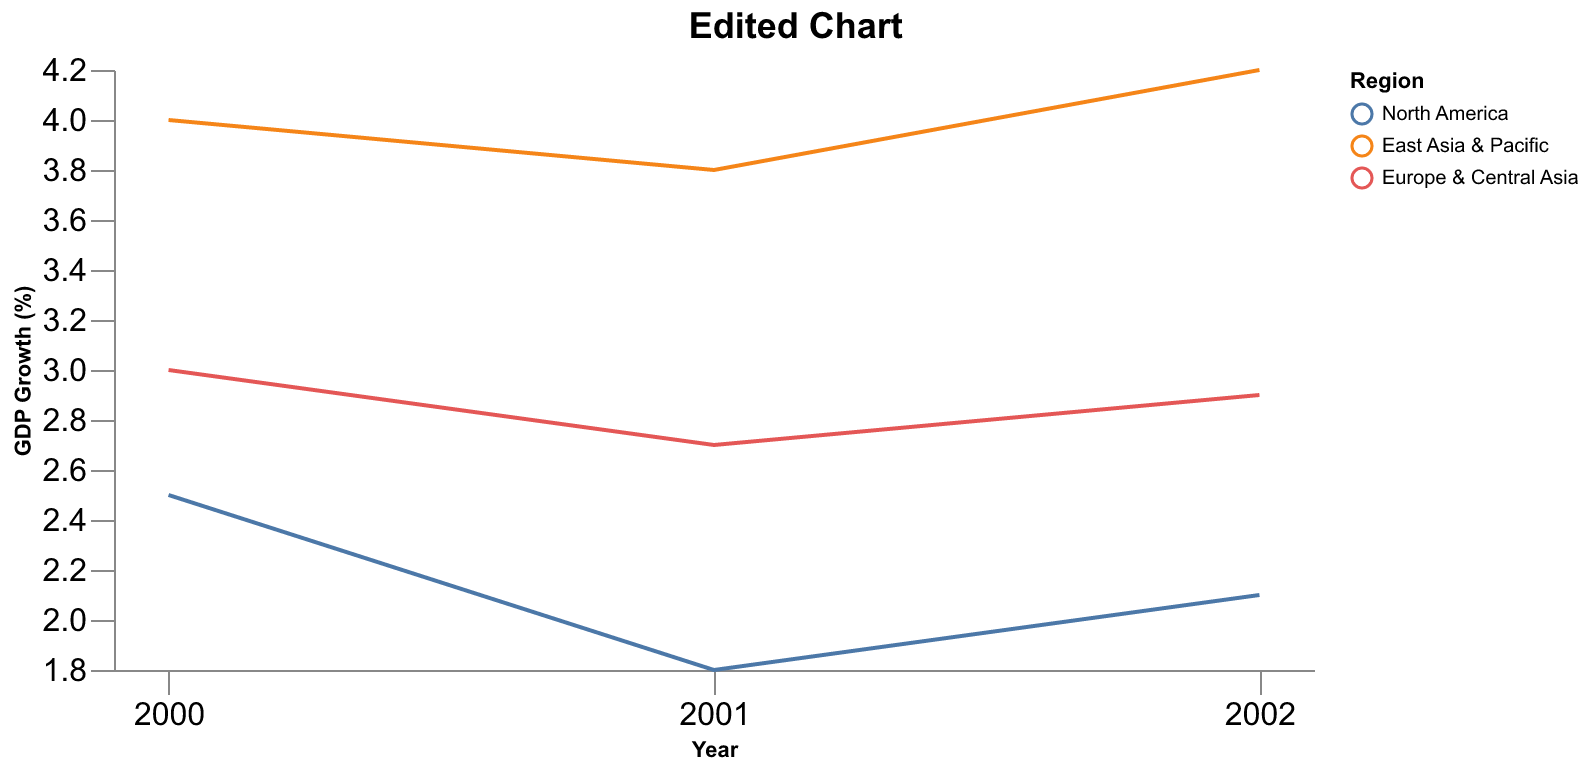 Edited Chart
4.2
4.0
3.8
3.6
3.4
3.2
3.0
2.8
2.6
2.4
2.2
2.0
1.8
GDP Growth (%)
2000
2001
2002
Year
Region
North America
East Asia & Pacific
Europe & Central Asia